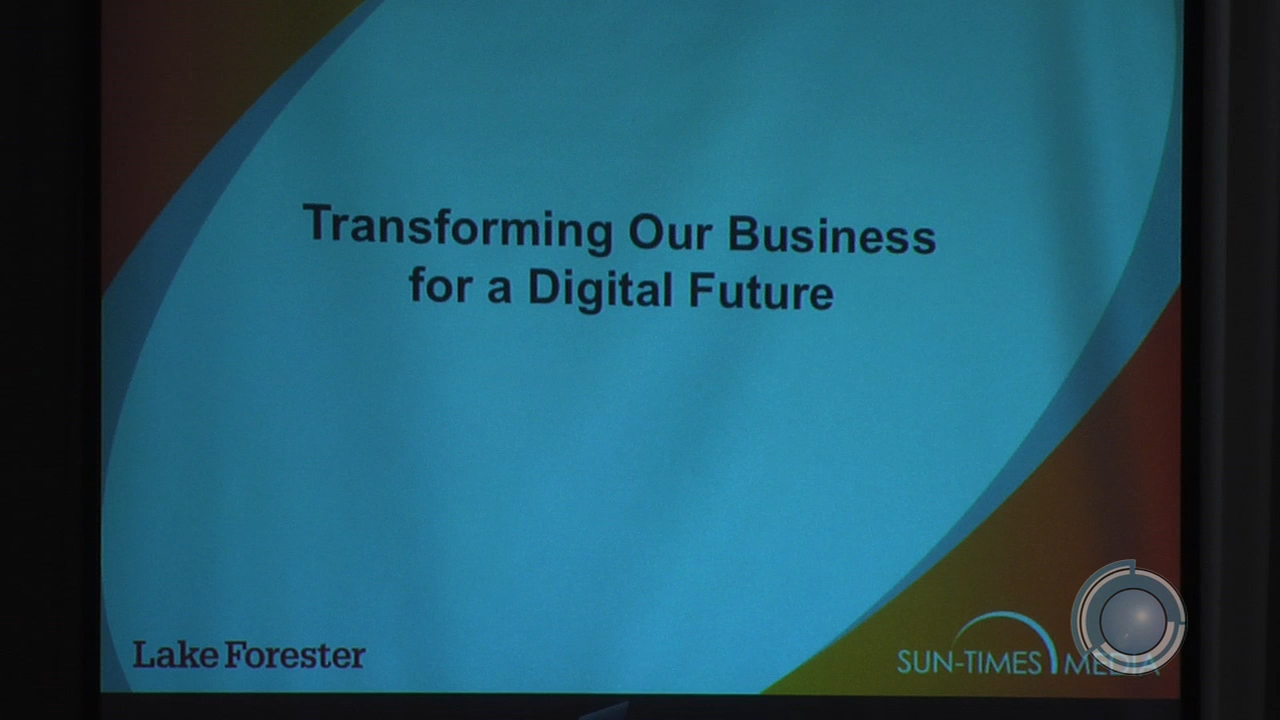 Transforming Our Business
for a Digital Future
Lake Forester
SUN-TIMES MEDIA